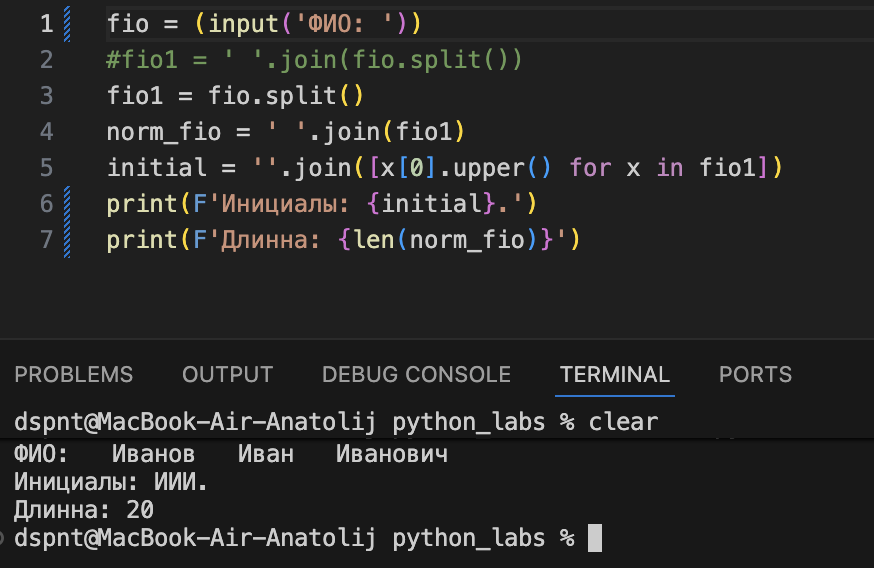 1 fio = (input('ФИО: '))
2 #fio1 = ' '.join(fio.split())
3 fio1 = fio.split()
4 norm_fio = ' '.join(fio1)
5 initial = ''.join([x[0].upper() for x in fio1])
6 print(F'Инициалы: {initial}.')
7 print(F'Длинна: {len(norm_fio)}')
PROBLEMS OUTPUT DEBUG CONSOLE TERMINAL PORTS
dspnt@MacBook-Air-Anatolij python_labs % clear
ФИО:   Иванов   Иван   Иванович
Инициалы: ИИИ.
Длинна: 20
dspnt@MacBook-Air-Anatolij python_labs %